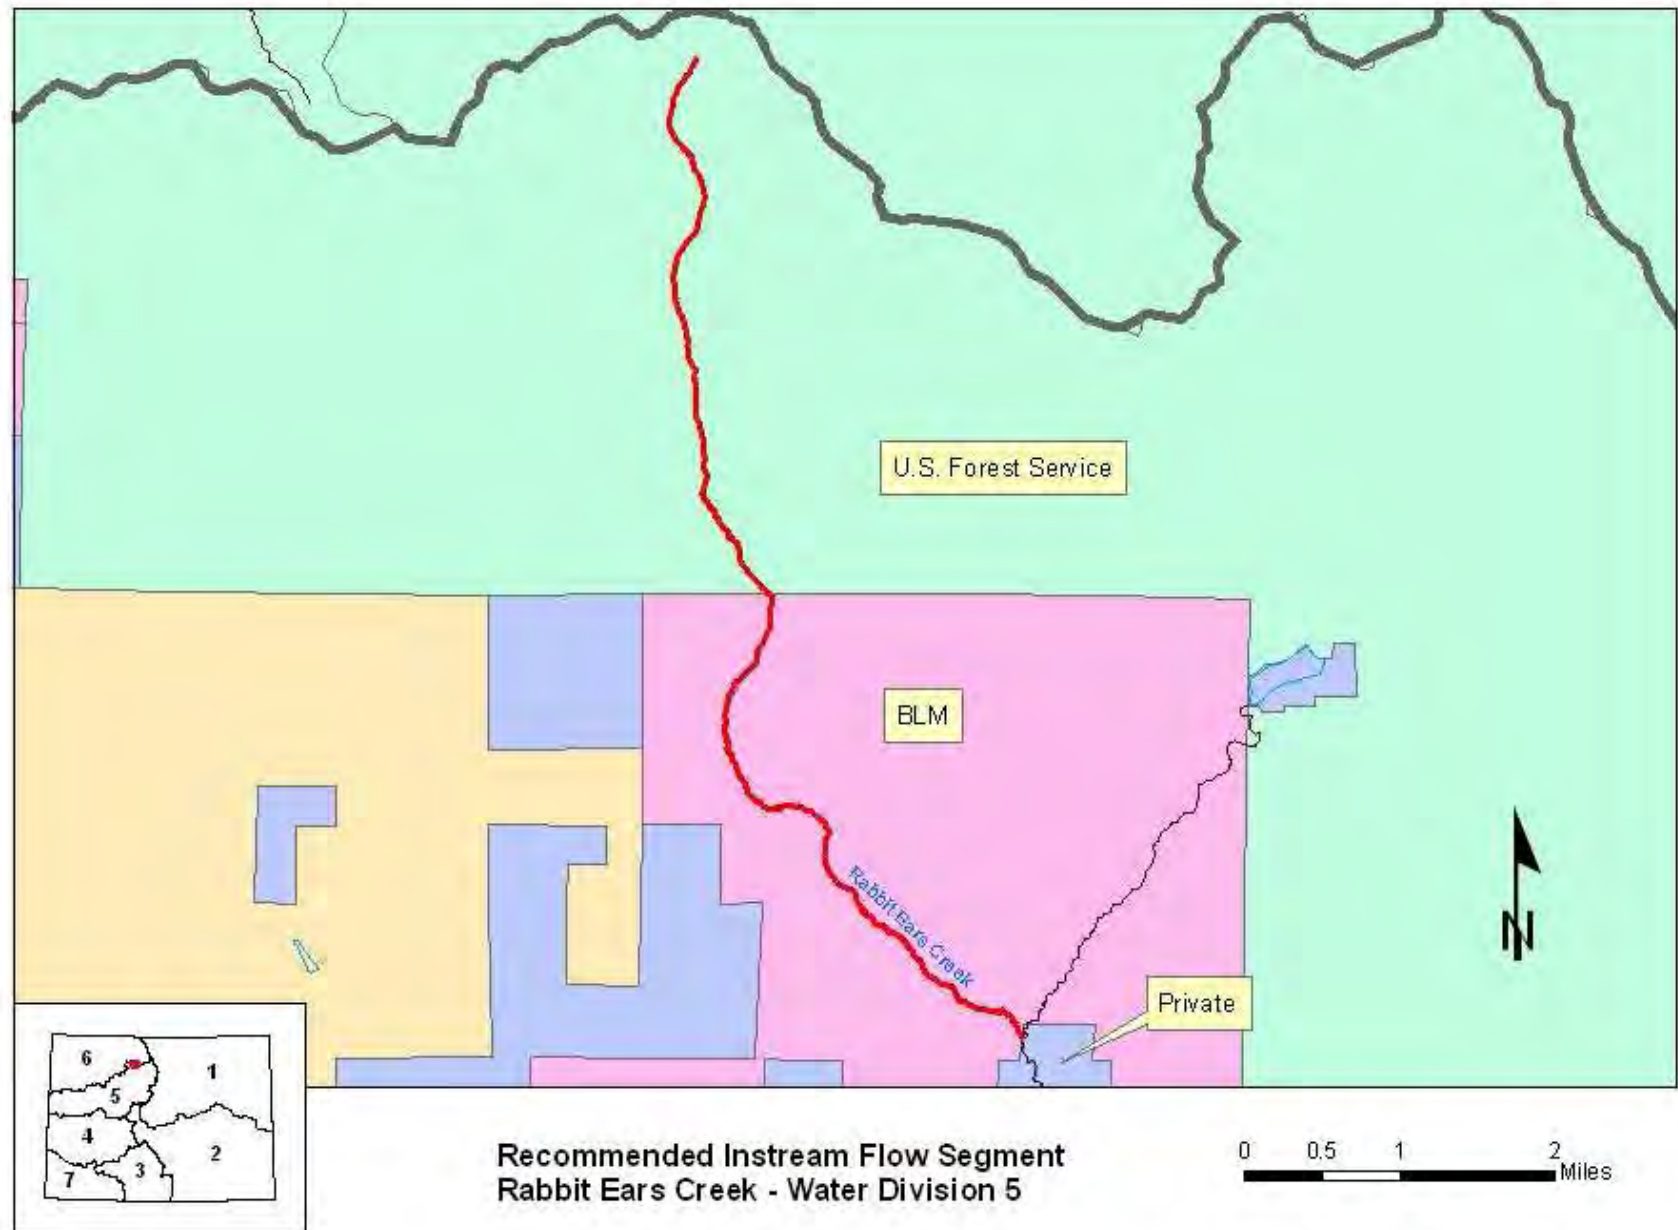 U.S. Forest Service
BLM
Rabbit Ears Creek
Private
N
6
1
5
4
2
3
7
Recommended Instream Flow Segment
Rabbit Ears Creek - Water Division 5
0 0.5 1 2
Miles